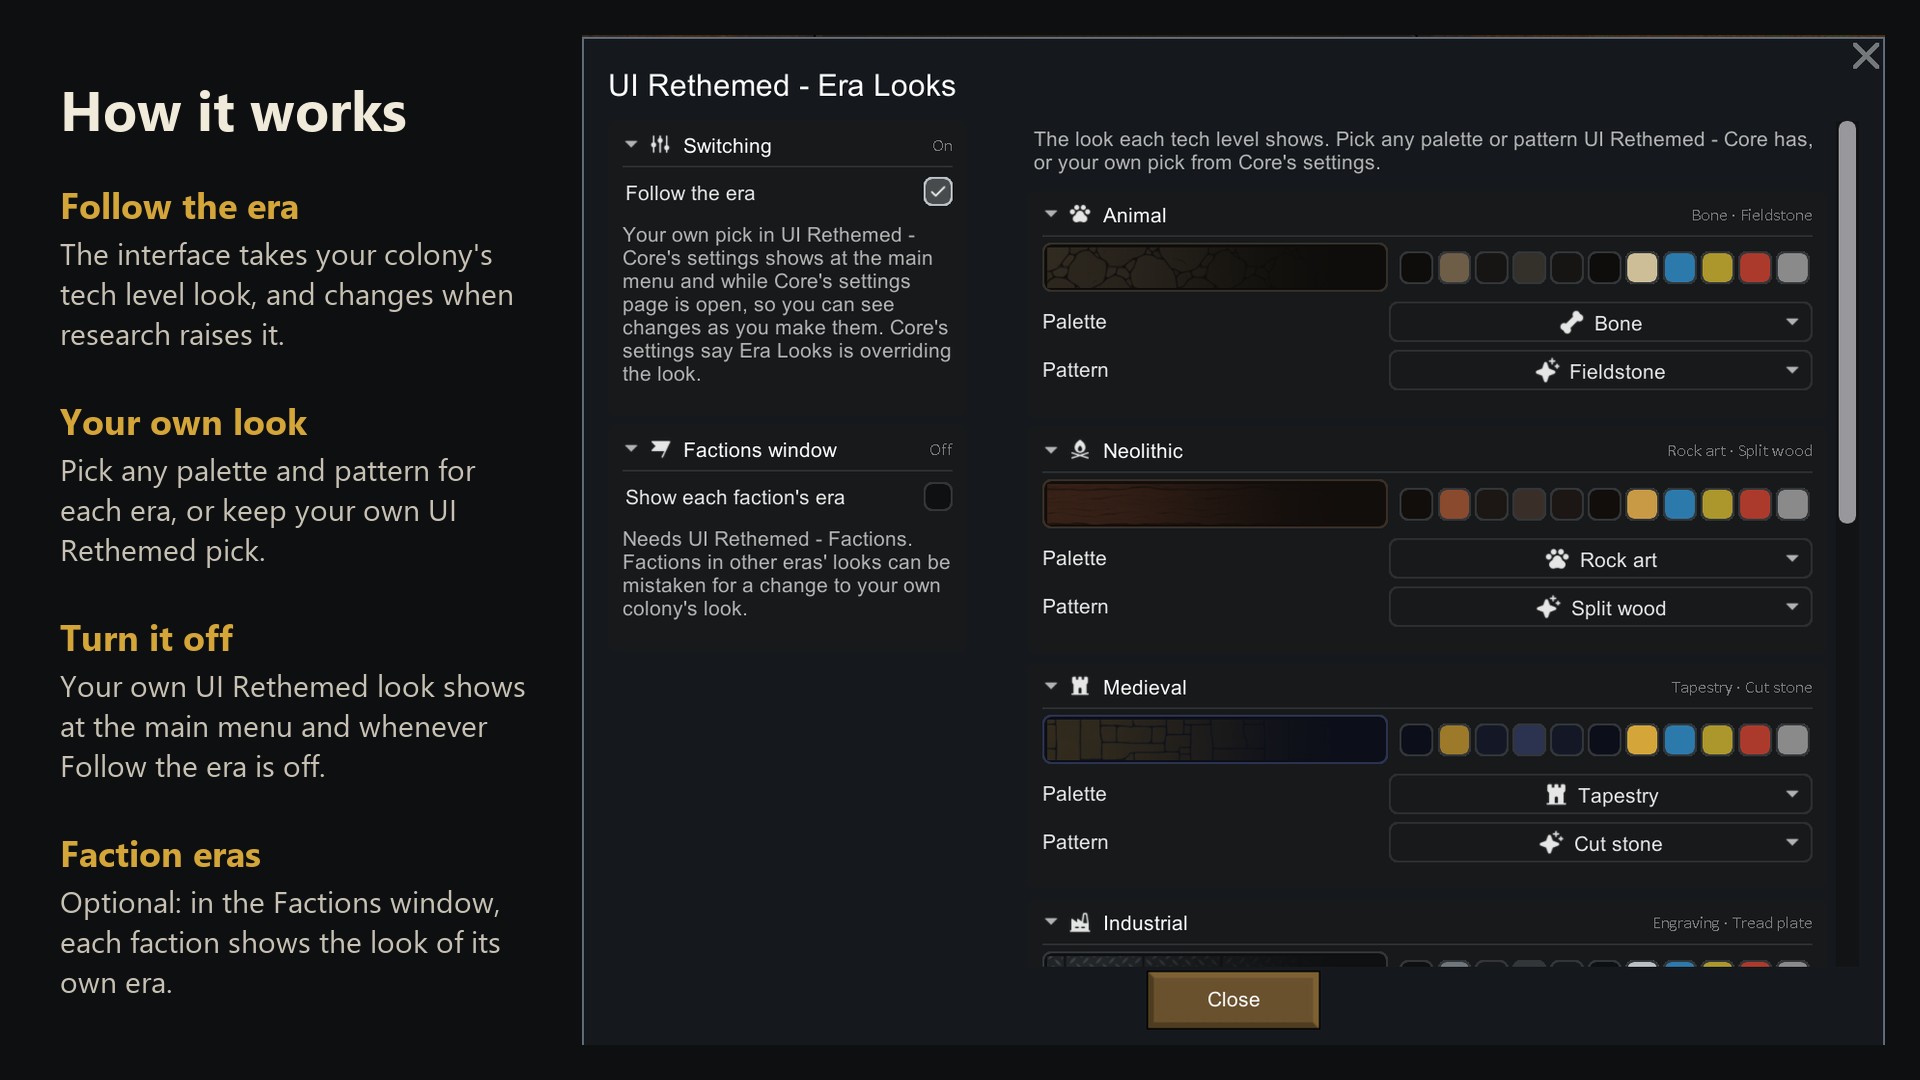 How it works
Follow the era
The interface takes your colony's
tech level look, and changes when
research raises it.
Your own look
Pick any palette and pattern for
each era, or keep your own UI
Rethemed pick.
Turn it off
Your own UI Rethemed look shows
at the main menu and whenever
Follow the era is off.
Faction eras
Optional: in the Factions window,
each faction shows the look of its
own era.
UI Rethemed - Era Looks
Switching
On
Follow the era
Your own pick in UI Rethemed -
Core's settings shows at the main
menu and while Core's settings
page is open, so you can see
changes as you make them. Core's
settings say Era Looks is overriding
the look.
Factions window
Off
Show each faction's era
Needs UI Rethemed - Factions.
Factions in other eras' looks can be
mistaken for a change to your own
colony's look.
The look each tech level shows. Pick any palette or pattern UI Rethemed - Core has,
or your own pick from Core's settings.
Animal
Bone · Fieldstone
Palette
Bone
Pattern
Fieldstone
Neolithic
Rock art · Split wood
Palette
Rock art
Pattern
Split wood
Medieval
Tapestry · Cut stone
Palette
Tapestry
Pattern
Cut stone
Industrial
Engraving · Tread plate
Close